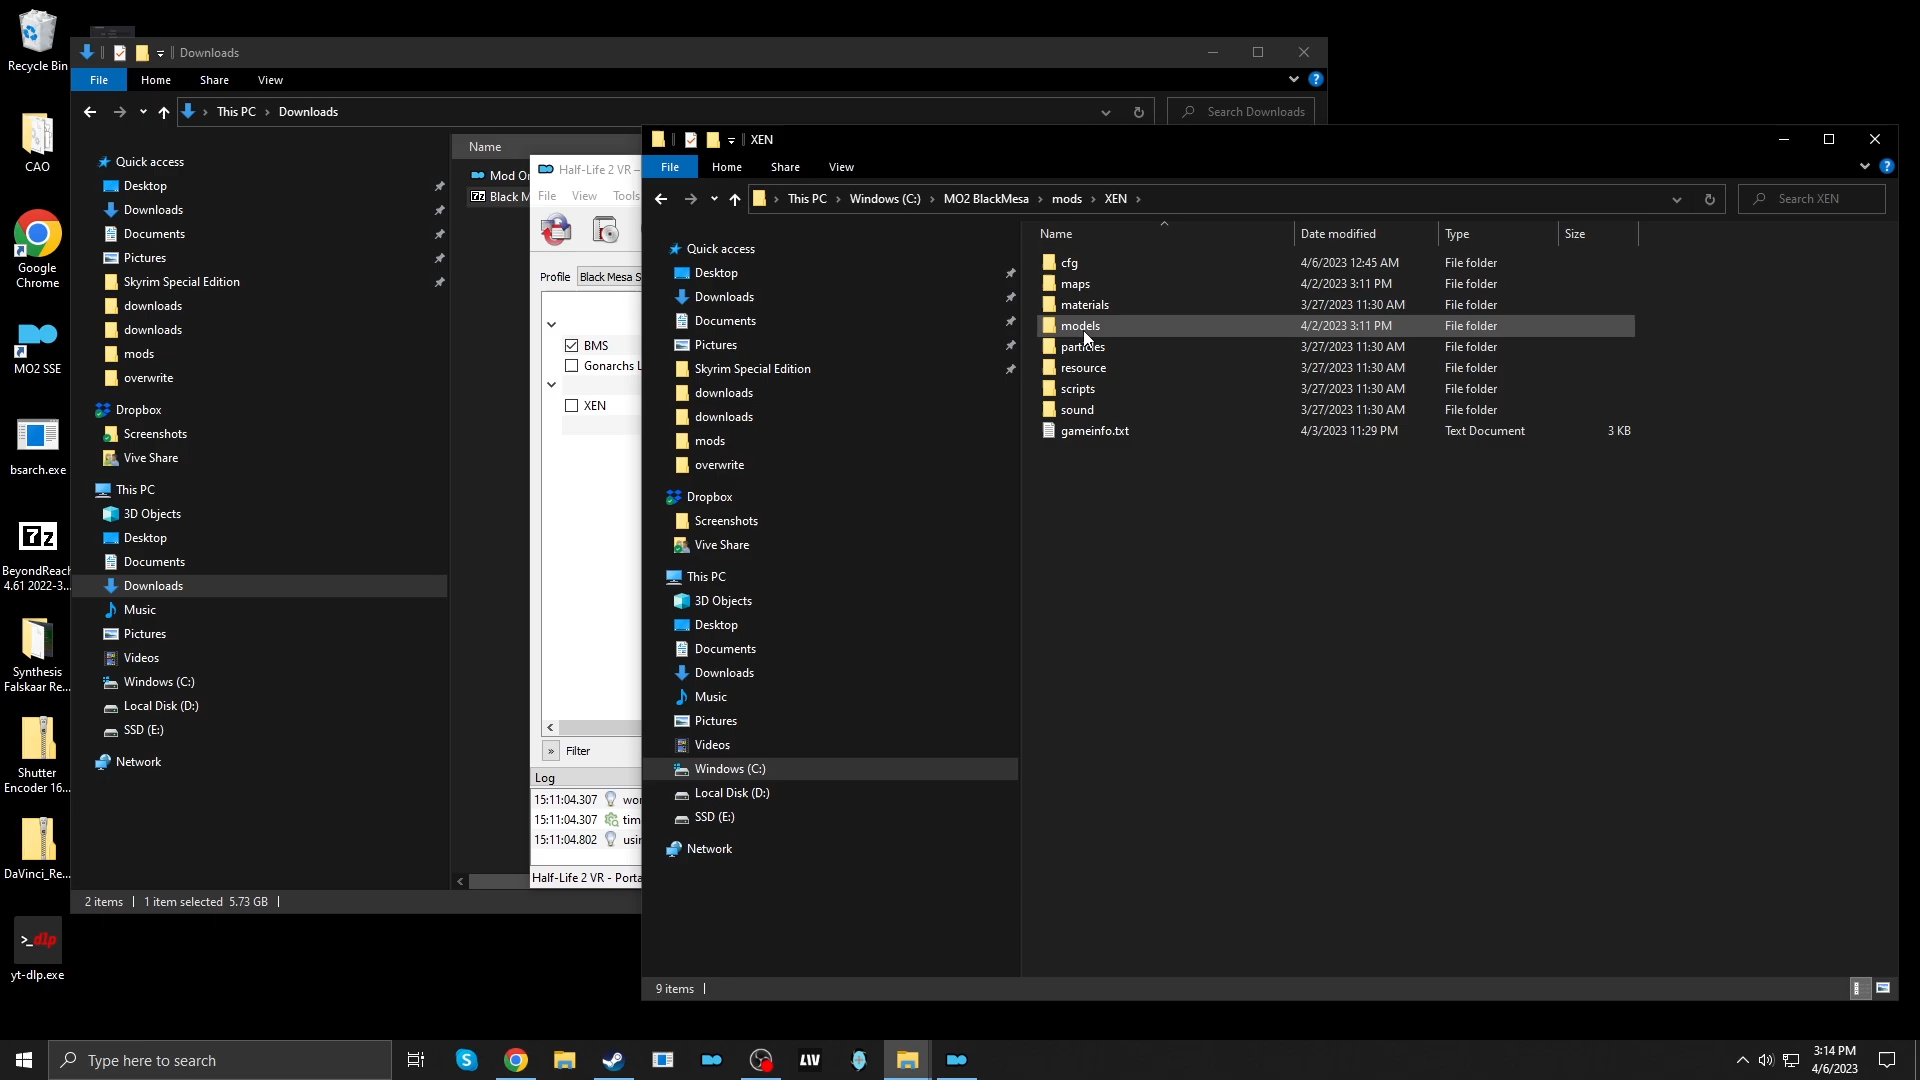 Recycle Bin
CAO
Google
Chrome
MO2 SSE
bsarch.exe
BeyondReach
4.61 2022-3...
Synthesis
Falskaar Re...
Shutter
Encoder 16...
DaVinci_Re...
yt-dlp.exe
Downloads
File Home Share View
This PC Downloads
Search Downloads
Quick access
Desktop
Downloads
Documents
Pictures
Skyrim Special Edition
downloads
downloads
mods
overwrite
Dropbox
Screenshots
Vive Share
This PC
3D Objects
Desktop
Documents
Downloads
Music
Pictures
Videos
Windows (C:)
Local Disk (D:)
SSD (E:)
Network
Name
Mod Or
Black M
2 items 1 item selected 5.73 GB
Half-Life 2 VR –
File View Tools
Profile Black Mesa S
BMS
Gonarchs L
XEN
Filter
Log
15:11:04.307 wor
15:11:04.307 tim
15:11:04.802 usin
Half-Life 2 VR - Porta
XEN
File Home Share View
This PC Windows (C:) MO2 BlackMesa mods XEN
Search XEN
Quick access
Desktop
Downloads
Documents
Pictures
Skyrim Special Edition
downloads
downloads
mods
overwrite
Dropbox
Screenshots
Vive Share
This PC
3D Objects
Desktop
Documents
Downloads
Music
Pictures
Videos
Windows (C:)
Local Disk (D:)
SSD (E:)
Network
Name Date modified Type Size
cfg 4/6/2023 12:45 AM File folder
maps 4/2/2023 3:11 PM File folder
materials 3/27/2023 11:30 AM File folder
models 4/2/2023 3:11 PM File folder
particles 3/27/2023 11:30 AM File folder
resource 3/27/2023 11:30 AM File folder
scripts 3/27/2023 11:30 AM File folder
sound 3/27/2023 11:30 AM File folder
gameinfo.txt 4/3/2023 11:29 PM Text Document 3 KB
9 items
Type here to search
LIV
3:14 PM
4/6/2023